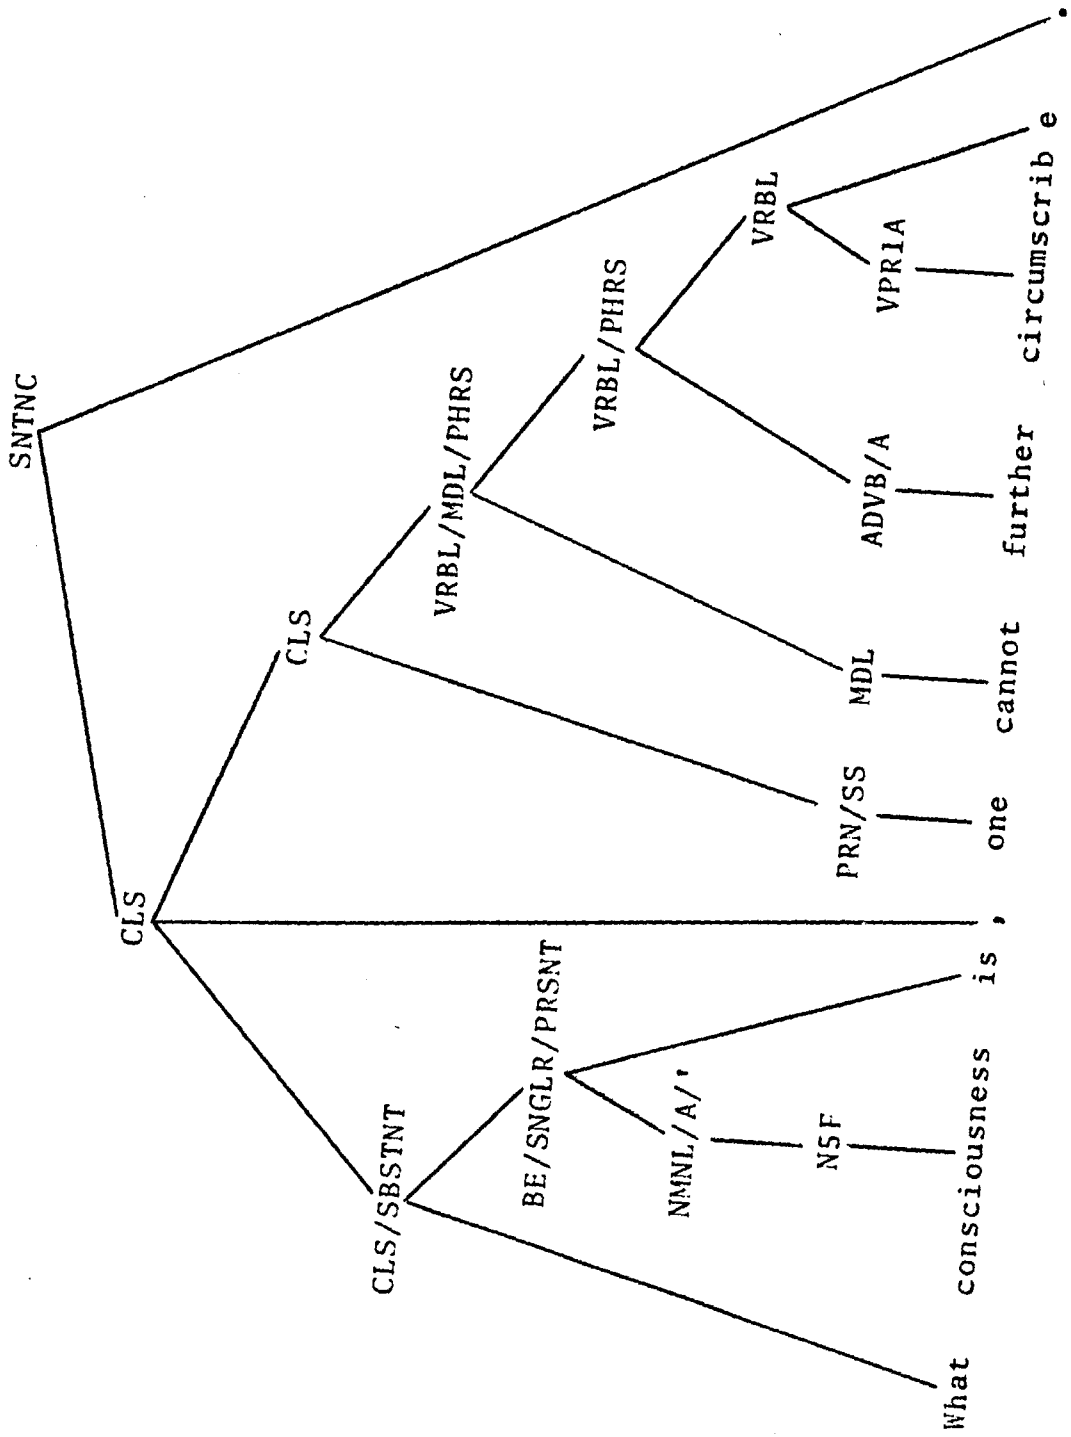 SNTNC
CLS
CLS
CLS/SBSTNT
VRBL/MDL/PHRS
BE/SNGLR/PRSNT
VRBL/PHRS
NMNL/A/'
VRBL
N5F
PRN/SS
MDL
ADVB/A
VPR1A
What consciousness is , one cannot further circumscrib e .